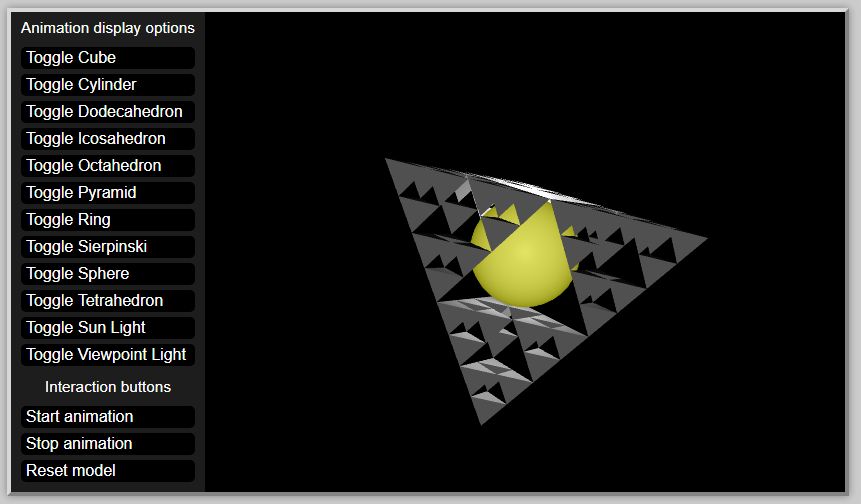 Animation display options
Toggle Cube
Toggle Cylinder
Toggle Dodecahedron
Toggle Icosahedron
Toggle Octahedron
Toggle Pyramid
Toggle Ring
Toggle Sierpinski
Toggle Sphere
Toggle Tetrahedron
Toggle Sun Light
Toggle Viewpoint Light
Interaction buttons
Start animation
Stop animation
Reset model